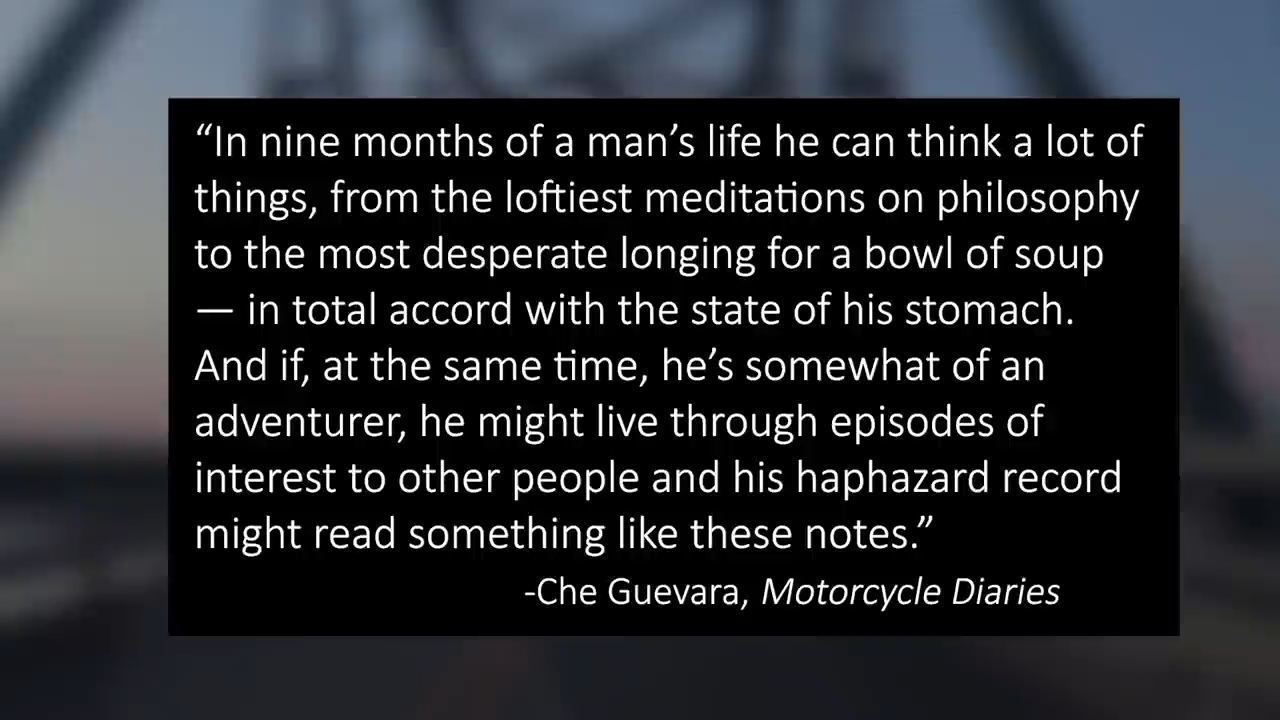 “In nine months of a man’s life he can think a lot of
things, from the loftiest meditations on philosophy
to the most desperate longing for a bowl of soup
— in total accord with the state of his stomach.
And if, at the same time, he’s somewhat of an
adventurer, he might live through episodes of
interest to other people and his haphazard record
might read something like these notes.”
-Che Guevara, Motorcycle Diaries